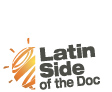 Latin
Side
of the Doc